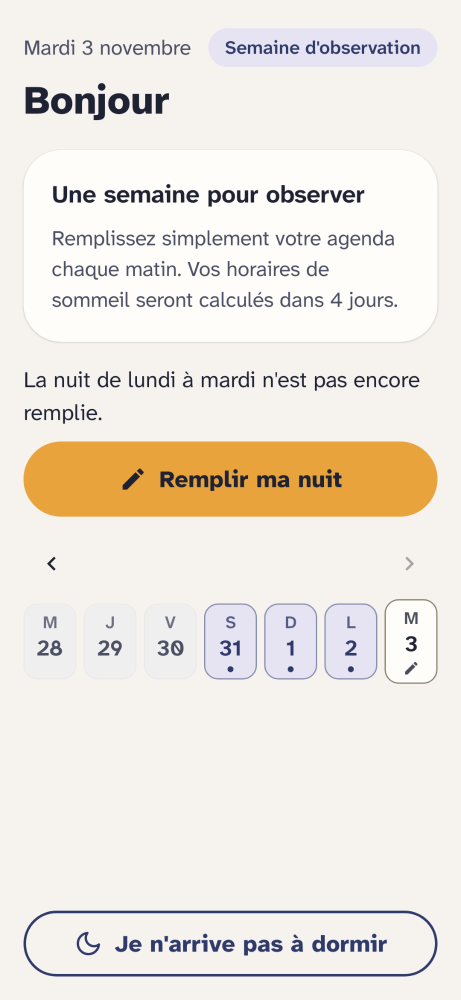 Mardi 3 novembre
Semaine d'observation
Bonjour
Une semaine pour observer
Remplissez simplement votre agenda
chaque matin. Vos horaires de
sommeil seront calculés dans 4 jours.
La nuit de lundi à mardi n'est pas encore
remplie.
Remplir ma nuit
M J V S D L M
28 29 30 31 1 2 3
Je n'arrive pas à dormir